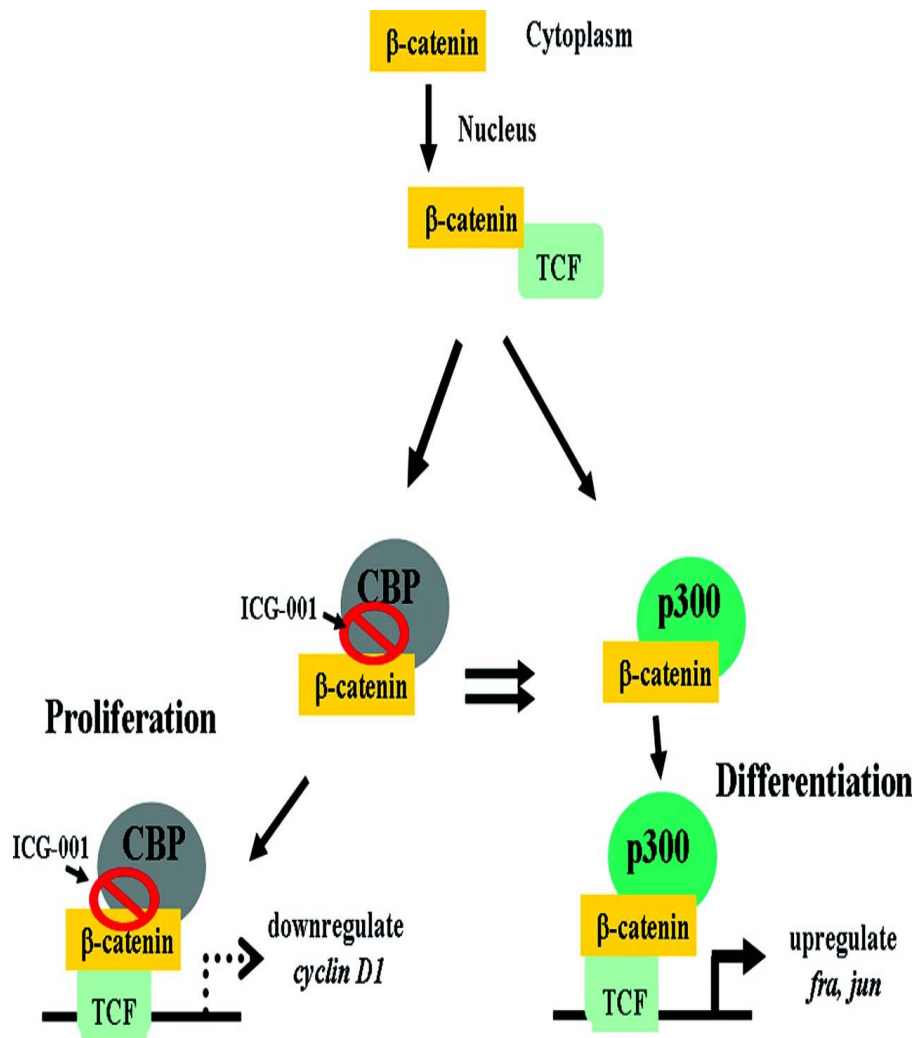 β-catenin
Cytoplasm
Nucleus
β-catenin
TCF
CBP
ICG-001
β-catenin
p300
β-catenin
Proliferation
Differentiation
ICG-001
CBP
β-catenin
TCF
downregulate
cyclin D1
p300
β-catenin
TCF
upregulate
fra, jun